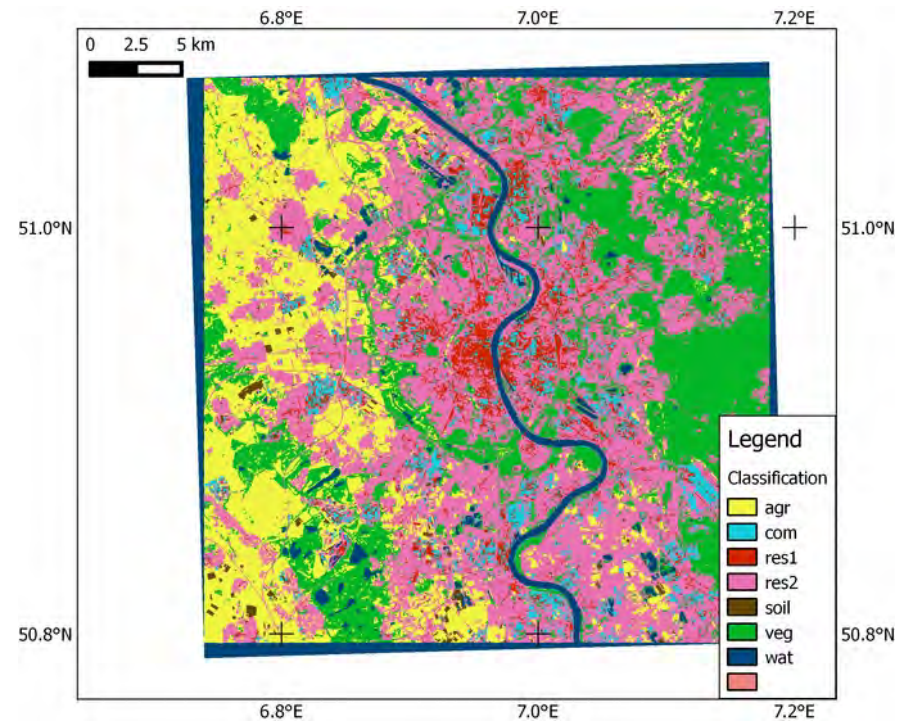 6.8°E 7.0°E 7.2°E
0 2.5 5 km
51.0°N 51.0°N
Legend
Classification
agr
com
res1
res2
soil
veg
wat
50.8°N 50.8°N
6.8°E 7.0°E 7.2°E